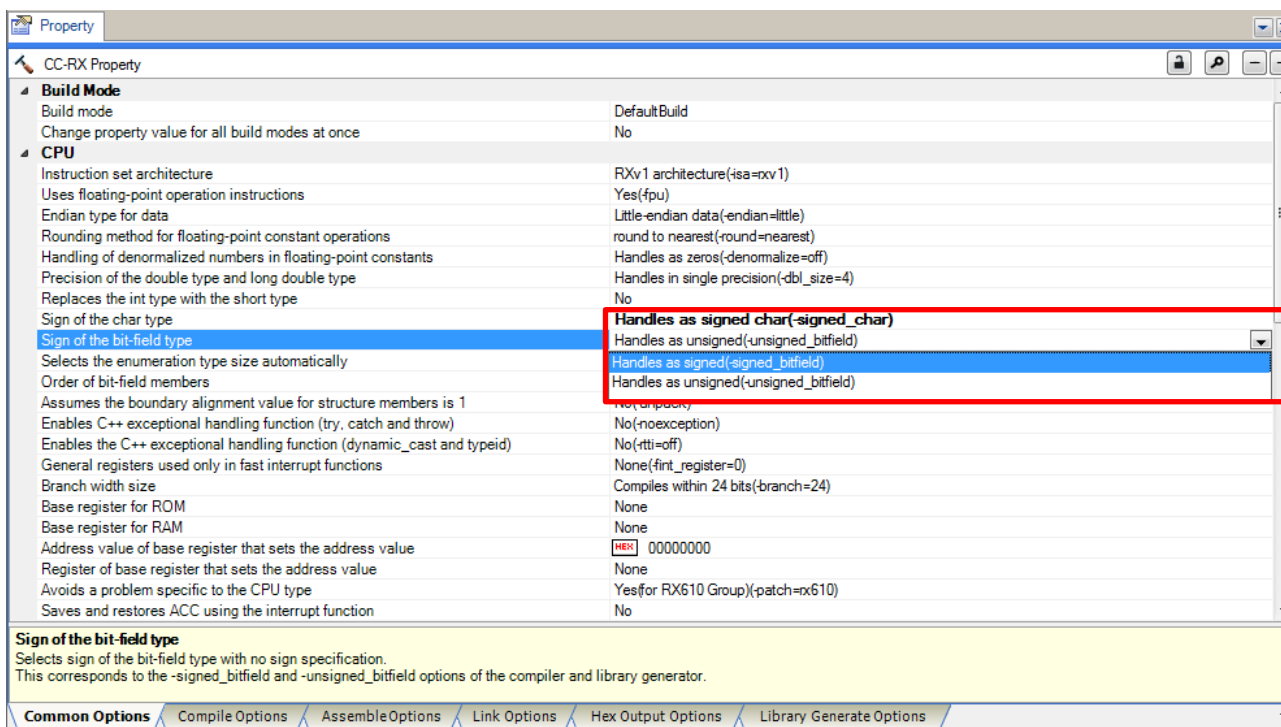 Property
CC-RX Property
Build Mode
Build mode DefaultBuild
Change property value for all build modes at once No
CPU
Instruction set architecture RXv1 architecture(-isa=rxv1)
Uses floating-point operation instructions Yes(-fpu)
Endian type for data Little-endian data(-endian=little)
Rounding method for floating-point constant operations round to nearest(-round=nearest)
Handling of denormalized numbers in floating-point constants Handles as zeros(-denormalize=off)
Precision of the double type and long double type Handles in single precision(-dbl_size=4)
Replaces the int type with the short type No
Sign of the char type Handles as signed char(-signed_char)
Sign of the bit-field type Handles as unsigned(-unsigned_bitfield)
Selects the enumeration type size automatically Handles as signed(-signed_bitfield)
Order of bit-field members Handles as unsigned(-unsigned_bitfield)
Assumes the boundary alignment value for structure members is 1 No(-unpack)
Enables C++ exceptional handling function (try, catch and throw) No(-noexception)
Enables the C++ exceptional handling function (dynamic_cast and typeid) No(-rtti=off)
General registers used only in fast interrupt functions None(-fint_register=0)
Branch width size Compiles within 24 bits(-branch=24)
Base register for ROM None
Base register for RAM None
Address value of base register that sets the address value HEX 00000000
Register of base register that sets the address value None
Avoids a problem specific to the CPU type Yes(for RX610 Group)(-patch=rx610)
Saves and restores ACC using the interrupt function No
Sign of the bit-field type
Selects sign of the bit-field type with no sign specification.
This corresponds to the -signed_bitfield and -unsigned_bitfield options of the compiler and library generator.
Common Options Compile Options Assemble Options Link Options Hex Output Options Library Generate Options